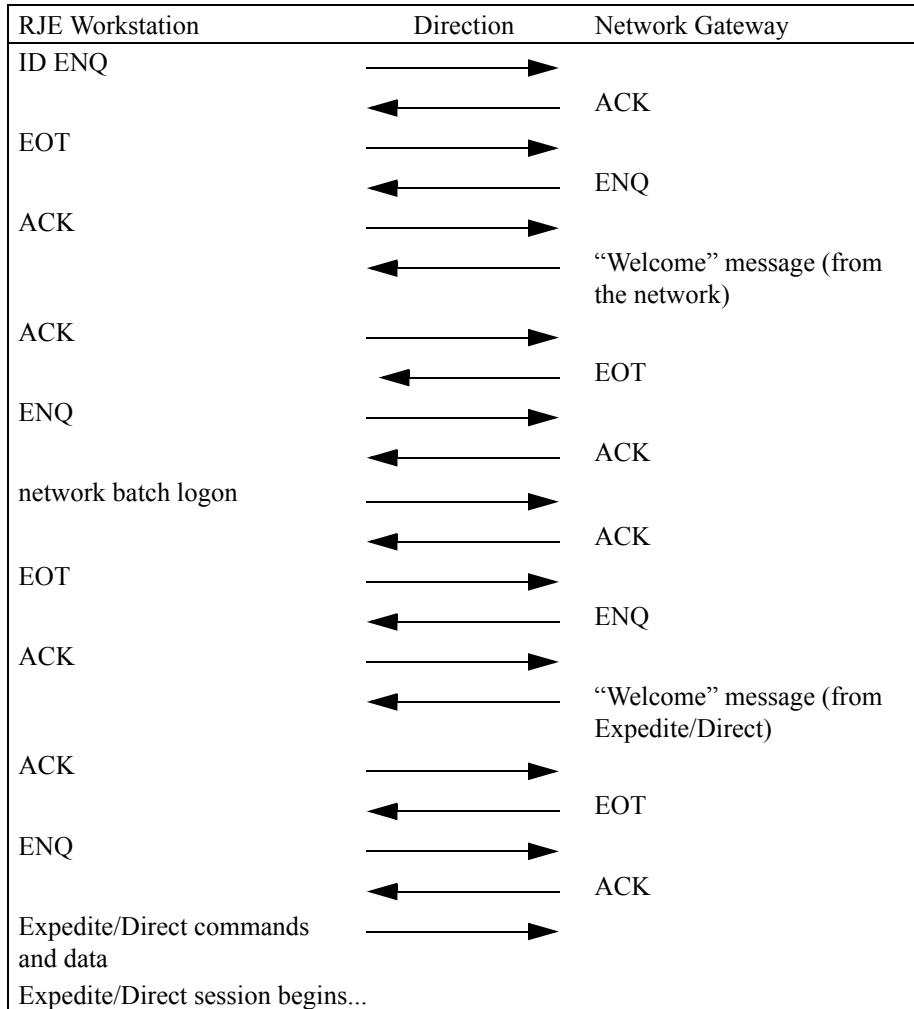 RJE Workstation Direction Network Gateway
ID ENQ
ACK
EOT
ENQ
ACK
“Welcome” message (from
the network)
ACK
EOT
ENQ
ACK
network batch logon
ACK
EOT
ENQ
ACK
“Welcome” message (from
Expedite/Direct)
ACK
EOT
ENQ
ACK
Expedite/Direct commands
and data
Expedite/Direct session begins...